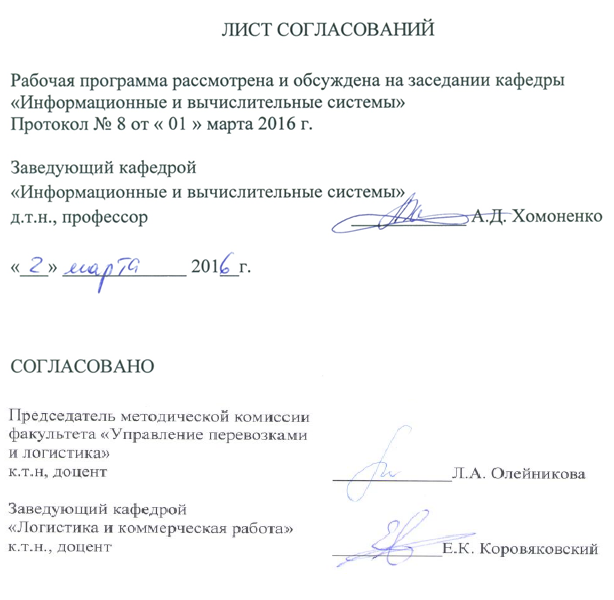 ЛИСТ СОГЛАСОВАНИЙ
Рабочая программа рассмотрена и обсуждена на заседании кафедры
«Информационные и вычислительные системы»
Протокол № 8 от « 01 » марта 2016 г.
Заведующий кафедрой
«Информационные и вычислительные системы»
д.т.н., профессор А.Д. Хомоненко
« 2 » марта 2016 г.
СОГЛАСОВАНО
Председатель методической комиссии
факультета «Управление перевозками
и логистика»
к.т.н, доцент Л.А. Олейникова
Заведующий кафедрой
«Логистика и коммерческая работа»
к.т.н., доцент Е.К. Коровяковский